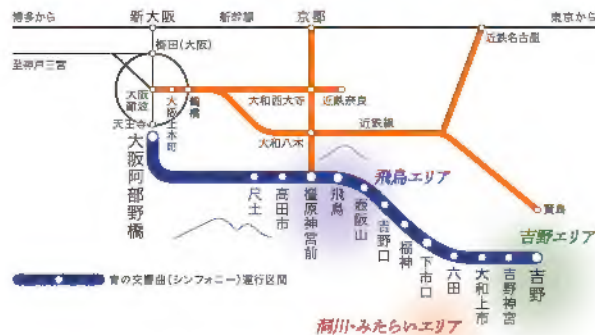 博多から
新大阪
新幹線
京都
東京から
梅田(大阪)
近鉄名古屋
至神戸三宮
大阪難波
大阪上本町
鶴橋
大和西大寺
近鉄奈良
天王寺
大和八木
近鉄線
大阪阿部野橋
尺土
高田市
橿原神宮前
飛鳥
飛鳥エリア
壺阪山
吉野口
福神
下市口
六田
大和上市
吉野神宮
吉野
賢島
吉野エリア
青の交響曲(シンフォニー)運行区間
洞川・みたらいエリア